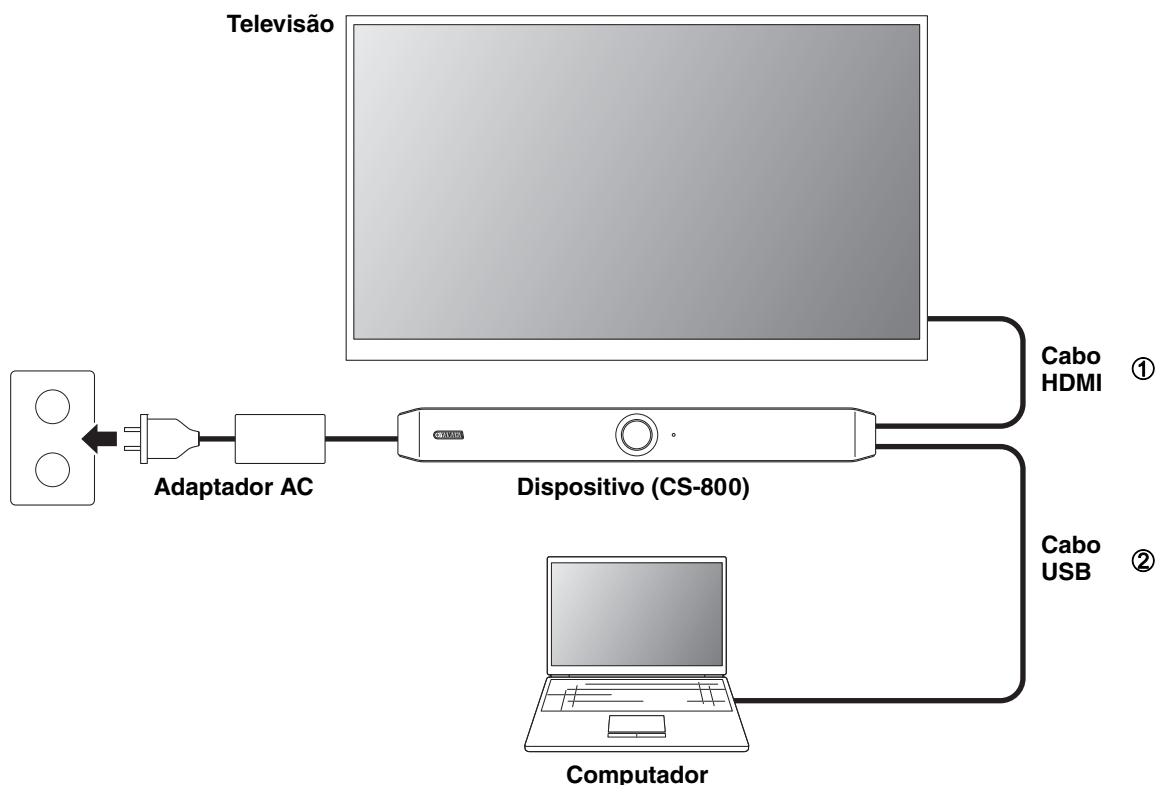 Televisão
Cabo
HDMI
①
Adaptador AC
Dispositivo (CS-800)
Cabo
USB
②
Computador